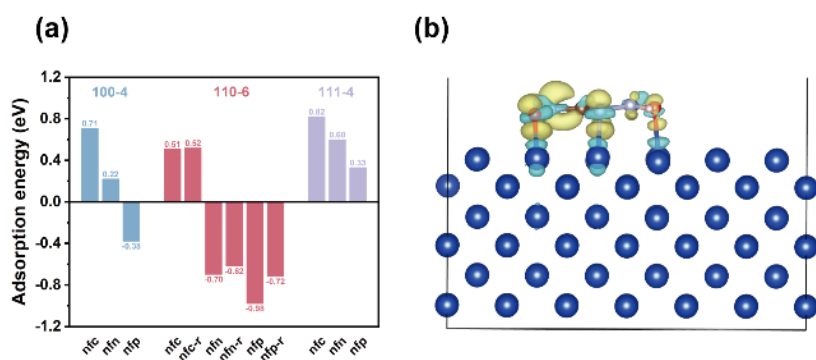 (a)
(b)
Adsorption energy (eV)
1.2
0.8
0.4
0.0
-0.4
-0.8
-1.2
100-4
110-6
111-4
0.71
0.22
-0.38
0.51
0.52
-0.70
-0.62
-0.98
-0.72
0.82
0.60
0.33
nfc
nfn
nfp
nfc
nfc-r
nfn
nfn-r
nfp
nfp-r
nfc
nfn
nfp